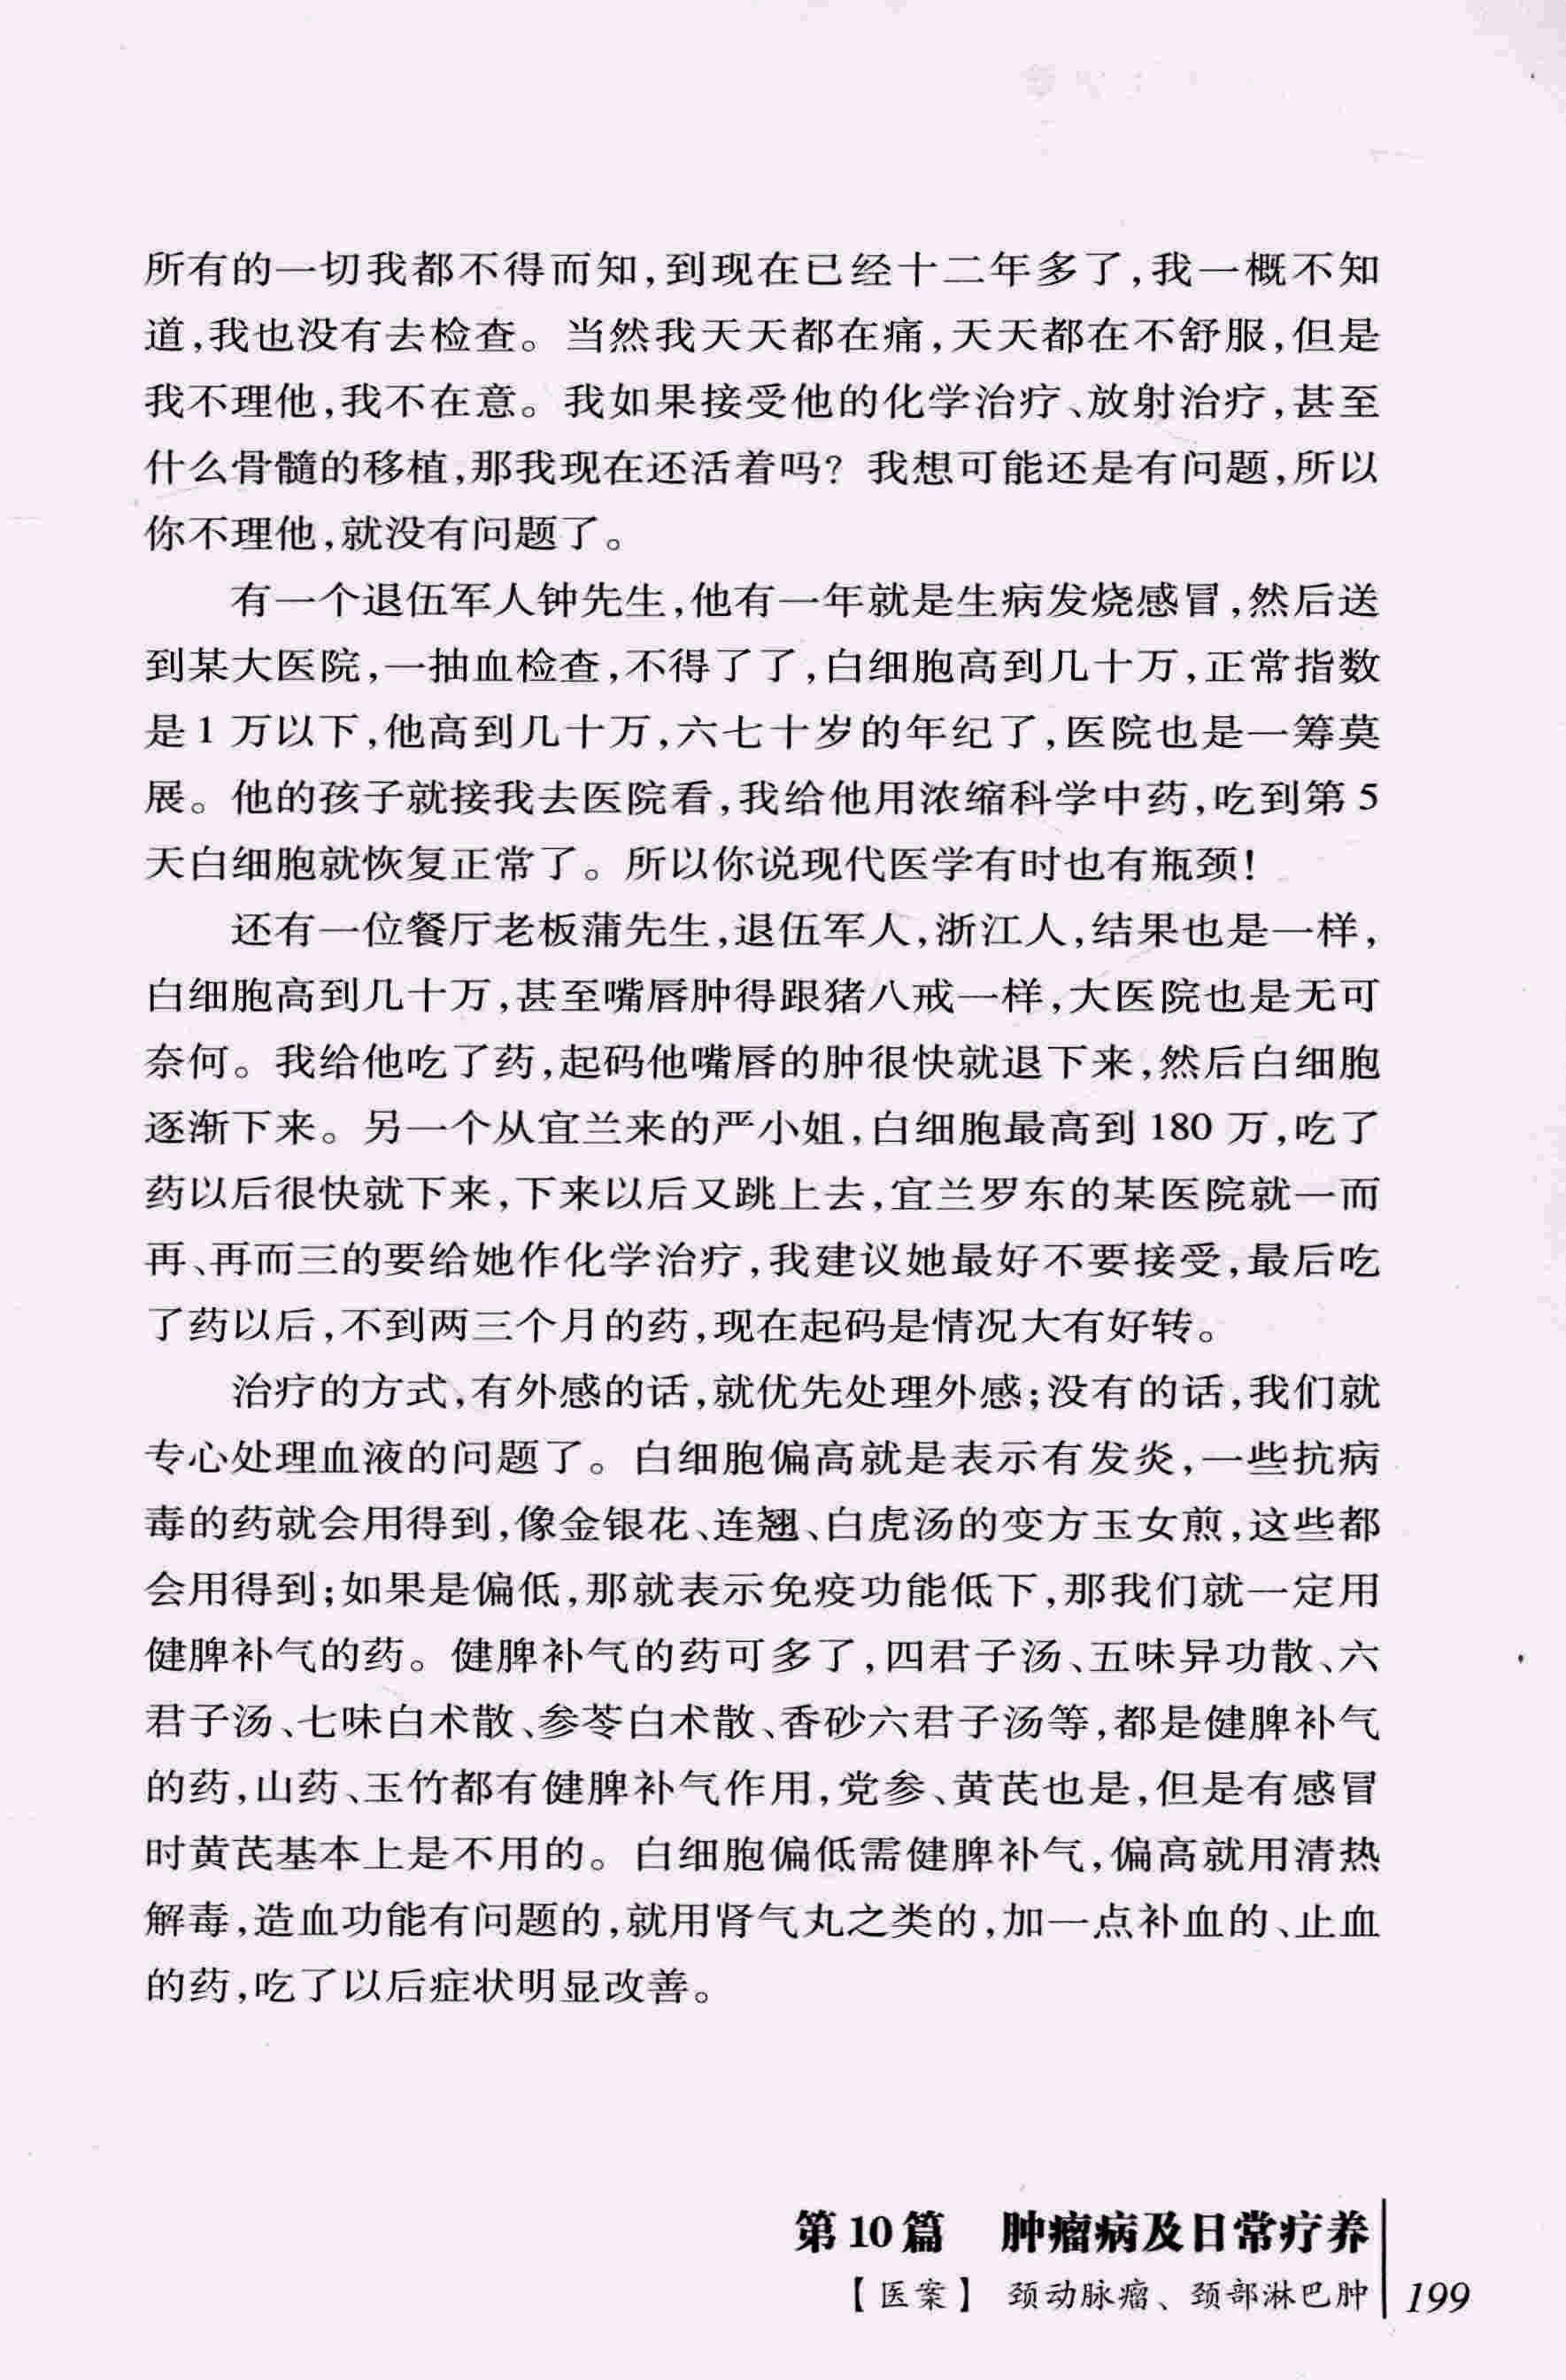 所有的一切我都不得而知,到现在已经十二年多了,我一概不知
道,我也没有去检查。当然我天天都在痛,天天都在不舒服,但是
我不理他,我不在意。我如果接受他的化学治疗、放射治疗,甚至
什么骨髓的移植,那我现在还活着吗? 我想可能还是有问题,所以
你不理他,就没有问题了。
有一个退伍军人钟先生,他有一年就是生病发烧感冒,然后送
到某大医院,一抽血检查,不得了了,白细胞高到几十万,正常指数
是 1 万以下,他高到几十万,六七十岁的年纪了,医院也是一筹莫
展。他的孩子就接我去医院看,我给他用浓缩科学中药,吃到第 5
天白细胞就恢复正常了。所以你说现代医学有时也有瓶颈!
还有一位餐厅老板蒲先生,退伍军人,浙江人,结果也是一样,
白细胞高到几十万,甚至嘴唇肿得跟猪八戒一样,大医院也是无可
奈何。我给他吃了药,起码他嘴唇的肿很快就退下来,然后白细胞
逐渐下来。另一个从宜兰来的严小姐,白细胞最高到 180 万,吃了
药以后很快就下来,下来以后又跳上去,宜兰罗东的某医院就一而
再、再而三的要给她作化学治疗,我建议她最好不要接受,最后吃
了药以后,不到两三个月的药,现在起码是情况大有好转。
治疗的方式,有外感的话,就优先处理外感;没有的话,我们就
专心处理血液的问题了。白细胞偏高就是表示有发炎,一些抗病
毒的药就会用得到,像金银花、连翘、白虎汤的变方玉女煎,这些都
会用得到;如果是偏低,那就表示免疫功能低下,那我们就一定用
健脾补气的药。健脾补气的药可多了,四君子汤、五味异功散、六
君子汤、七味白术散、参苓白术散、香砂六君子汤等,都是健脾补气
的药,山药、玉竹都有健脾补气作用,党参、黄芪也是,但是有感冒
时黄芪基本上是不用的。白细胞偏低需健脾补气,偏高就用清热
解毒,造血功能有问题的,就用肾气丸之类的,加一点补血的、止血
的药,吃了以后症状明显改善。
第 10 篇 肿瘤病及日常疗养
【医案】 颈动脉瘤、颈部淋巴肿 199